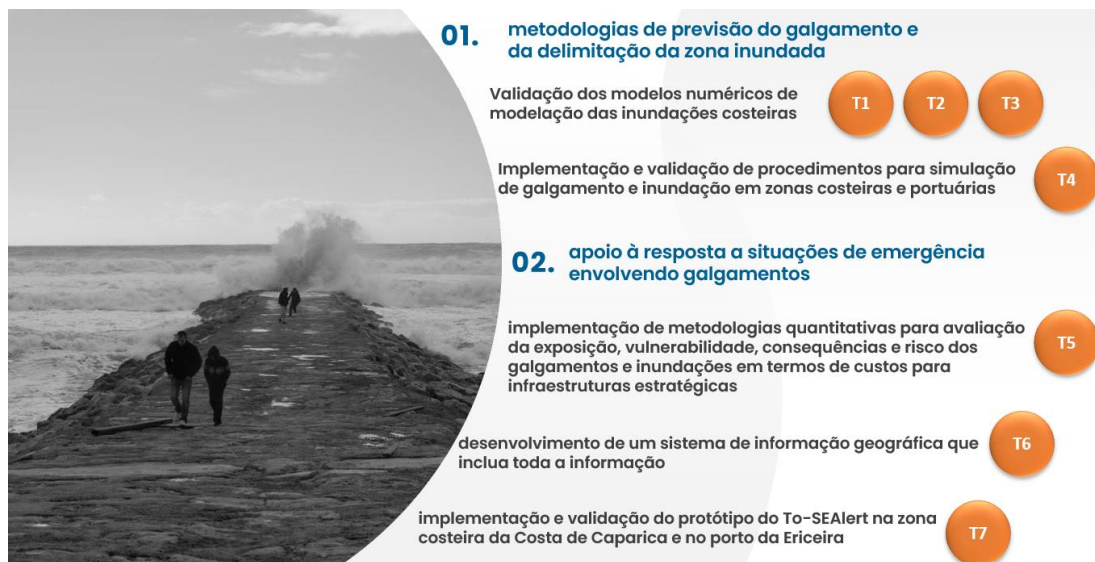 01. metodologias de previsão do galgamento e
da delimitação da zona inundada
Validação dos modelos numéricos de
modelação das inundações costeiras
T1 T2 T3
Implementação e validação de procedimentos para simulação
de galgamento e inundação em zonas costeiras e portuárias
T4
02. apoio à resposta a situações de emergência
envolvendo galgamentos
implementação de metodologias quantitativas para avaliação
da exposição, vulnerabilidade, consequências e risco dos
galgamentos e inundações em termos de custos para
infraestruturas estratégicas
T5
desenvolvimento de um sistema de informação geográfica que
inclua toda a informação
T6
implementação e validação do protótipo do To-SEAlert na zona
costeira da Costa de Caparica e no porto da Ericeira
T7